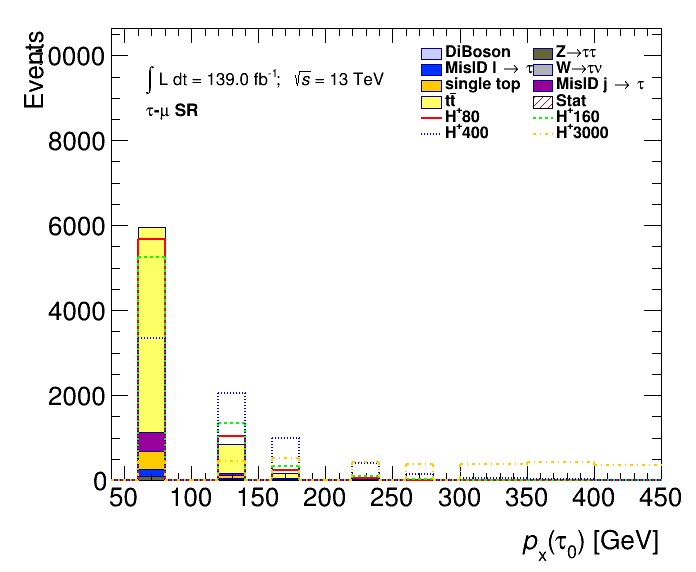 Events
0000
8000
6000
4000
2000
0
∫ L dt = 139.0 fb⁻¹; √s = 13 TeV
τ-μ SR
DiBoson Z→ττ
MisID l → τ W→τν
single top MisID j → τ
tt̄ Stat
H⁺80 H⁺160
H⁺400 H⁺3000
50 100 150 200 250 300 350 400 450
pₓ(τ₀) [GeV]